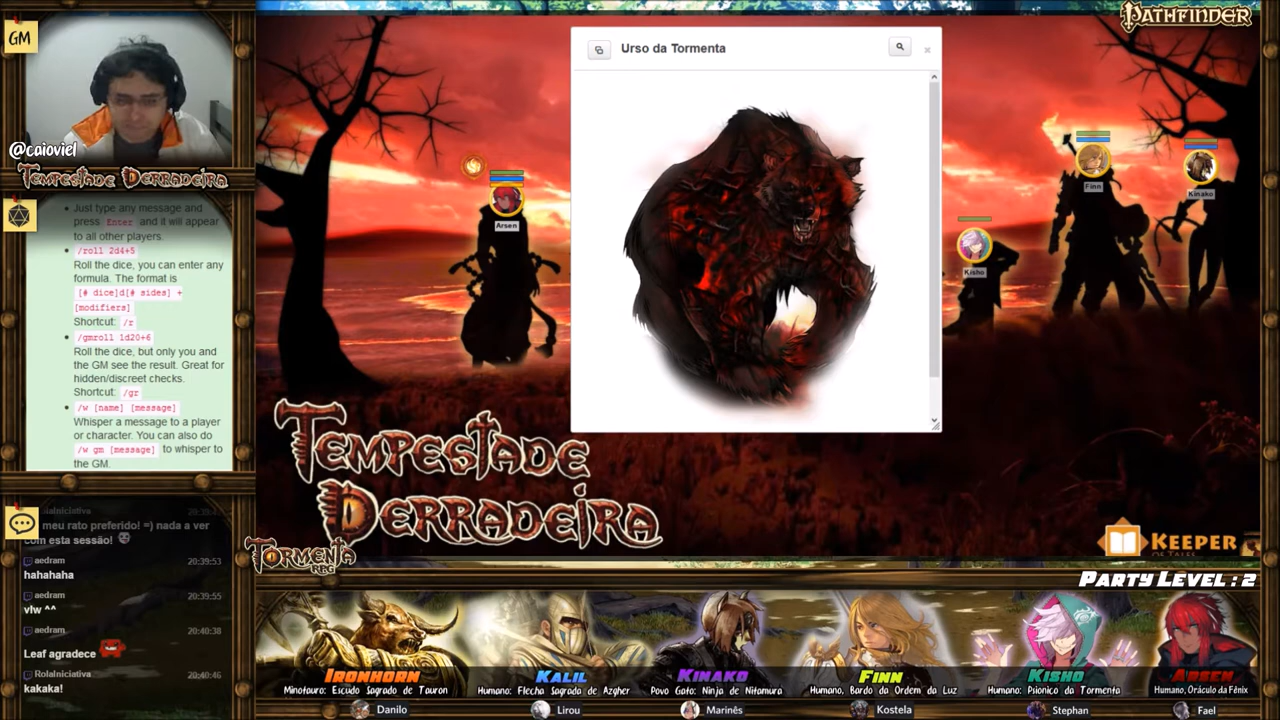 GM
@caioviel
Tempestade Derradeira
Just type any message and
press Enter and it will appear
to all other players.
/roll 2d4+5
Roll the dice, you can enter any
formula. The format is
[# dice]d[# sides] +
[modifiers]
Shortcut: /r
/gmroll 1d20+6
Roll the dice, but only you and
the GM see the result. Great for
hidden/discreet checks.
Shortcut: /gr
/w [name] [message]
Whisper a message to a player
or character. You can also do
/w gm [message] to whisper to
the GM.
meu rato preferido! =) nada a ver
com esta sessão!
aedram 20:39:53
hahahaha
aedram 20:39:55
vlw ^^
aedram 20:40:38
Leaf agradece
RolaIniciativa 20:40:46
kakaka!
Pathfinder
Urso da Tormenta
Arsen
Finn
Kinako
Kisho
Tempestade
Derradeira
Tormenta
RPG
Keeper
of Tales
Party Level : 2
Ironhorn
Minotauro: Escudo Sagrado de Tauron
Danilo
Kalil
Humano: Flecha Sagrada de Azgher
Lirou
Kinako
Povo Gato: Ninja de Nitamura
Marinês
Finn
Humano, Bardo da Ordem da Luz
Kostela
Kisho
Humano: Psionico da Tormenta
Stephan
Arsen
Humano, Oráculo da Fênix
Fael